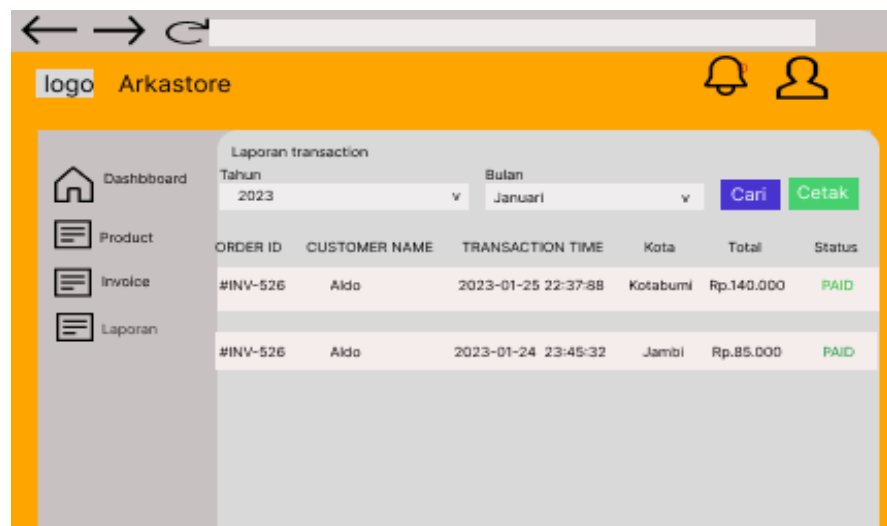 logo Arkastore
Dashbboard
Product
Invoice
Laporan
Laporan transaction
Tahun Bulan
2023 v Januari v Cari Cetak
ORDER ID CUSTOMER NAME TRANSACTION TIME Kota Total Status
#INV-526 Aldo 2023-01-25 22:37:88 Kotabumi Rp.140.000 PAID
#INV-526 Aldo 2023-01-24 23:45:32 Jambi Rp.85.000 PAID